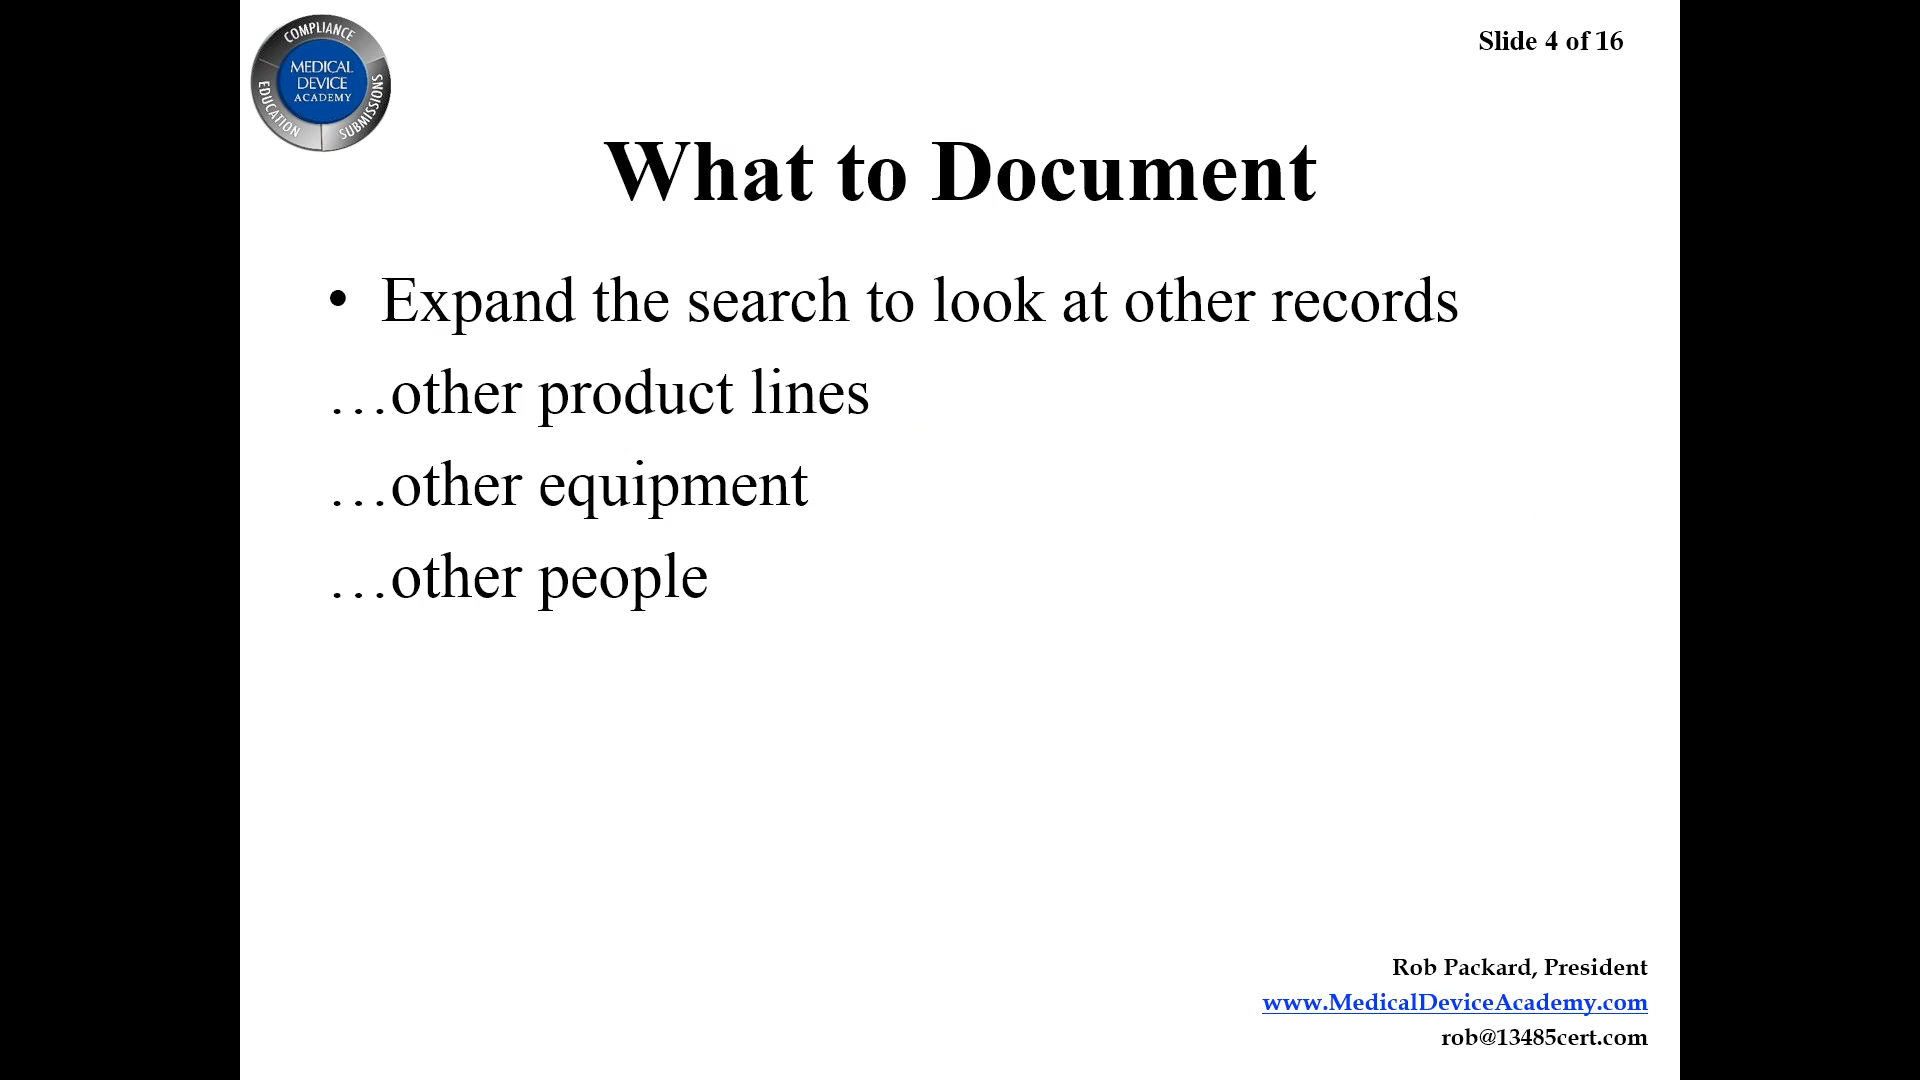 COMPLIANCE
MEDICAL
DEVICE
ACADEMY
EDUCATION
SUBMISSIONS
Slide 4 of 16
What to Document
• Expand the search to look at other records
…other product lines
…other equipment
…other people
Rob Packard, President
www.MedicalDeviceAcademy.com
rob@13485cert.com